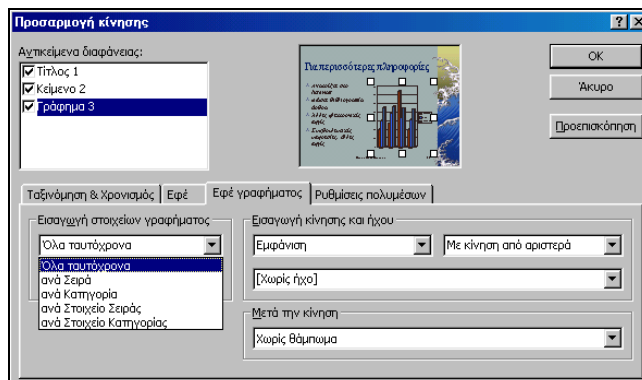 Προσαρμογή κίνησης
Αντικείμενα διαφάνειας:
Τίτλος 1
Κείμενο 2
Γράφημα 3
Για περισσότερες πληροφορίες
OK
Άκυρο
Προεπισκόπηση
Ταξινόμηση & Χρονισμός
Εφέ
Εφέ γραφήματος
Ρυθμίσεις πολυμέσων
Εισαγωγή στοιχείων γραφήματος
Όλα ταυτόχρονα
Όλα ταυτόχρονα
ανά Σειρά
ανά Κατηγορία
ανά Στοιχείο Σειράς
ανά Στοιχείο Κατηγορίας
Εισαγωγή κίνησης και ήχου
Εμφάνιση
Με κίνηση από αριστερά
[Χωρίς ήχο]
Μετά την κίνηση
Χωρίς θάμπωμα